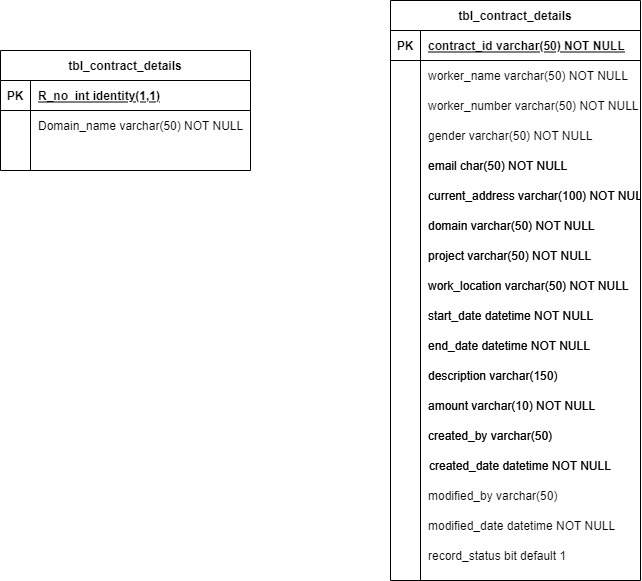 tbl_contract_details
PK R_no_int identity(1,1)
Domain_name varchar(50) NOT NULL
tbl_contract_details
PK contract_id varchar(50) NOT NULL
worker_name varchar(50) NOT NULL
worker_number varchar(50) NOT NULL
gender varchar(50) NOT NULL
email char(50) NOT NULL
current_address varchar(100) NOT NUL
domain varchar(50) NOT NULL
project varchar(50) NOT NULL
work_location varchar(50) NOT NULL
start_date datetime NOT NULL
end_date datetime NOT NULL
description varchar(150)
amount varchar(10) NOT NULL
created_by varchar(50)
created_date datetime NOT NULL
modified_by varchar(50)
modified_date datetime NOT NULL
record_status bit default 1